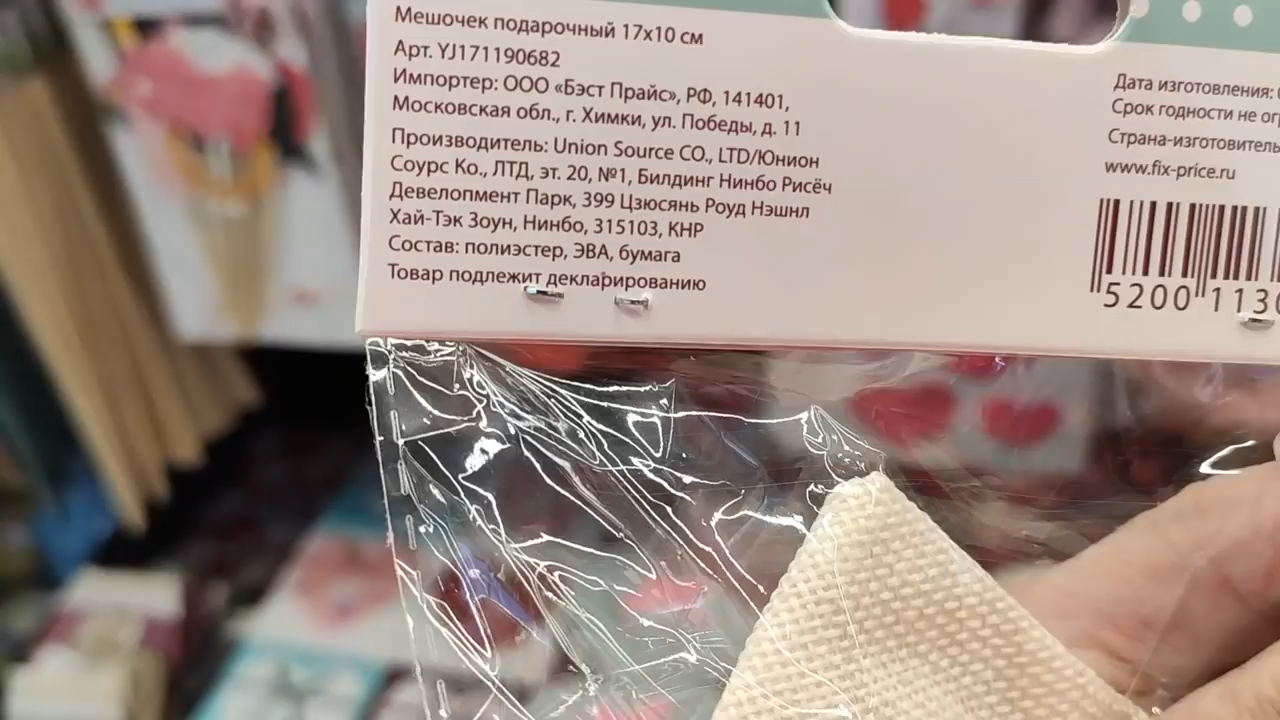 Мешочек подарочный 17x10 см
Арт. YJ171190682
Импортер: ООО «Бэст Прайс», РФ, 141401,
Московская обл., г. Химки, ул. Победы, д. 11
Производитель: Union Source CO., LTD/Юнион
Соурс Ко., ЛТД, эт. 20, №1, Билдинг Нинбо Рисёч
Девелопмент Парк, 399 Цзюсянь Роуд Нэшнл
Хай-Тэк Зоун, Нинбо, 315103, КНР
Состав: полиэстер, ЭВА, бумага
Товар подлежит декларированию
Дата изготовления:
Срок годности не
Страна-изготовитель
www.fix-price.ru
5200 113